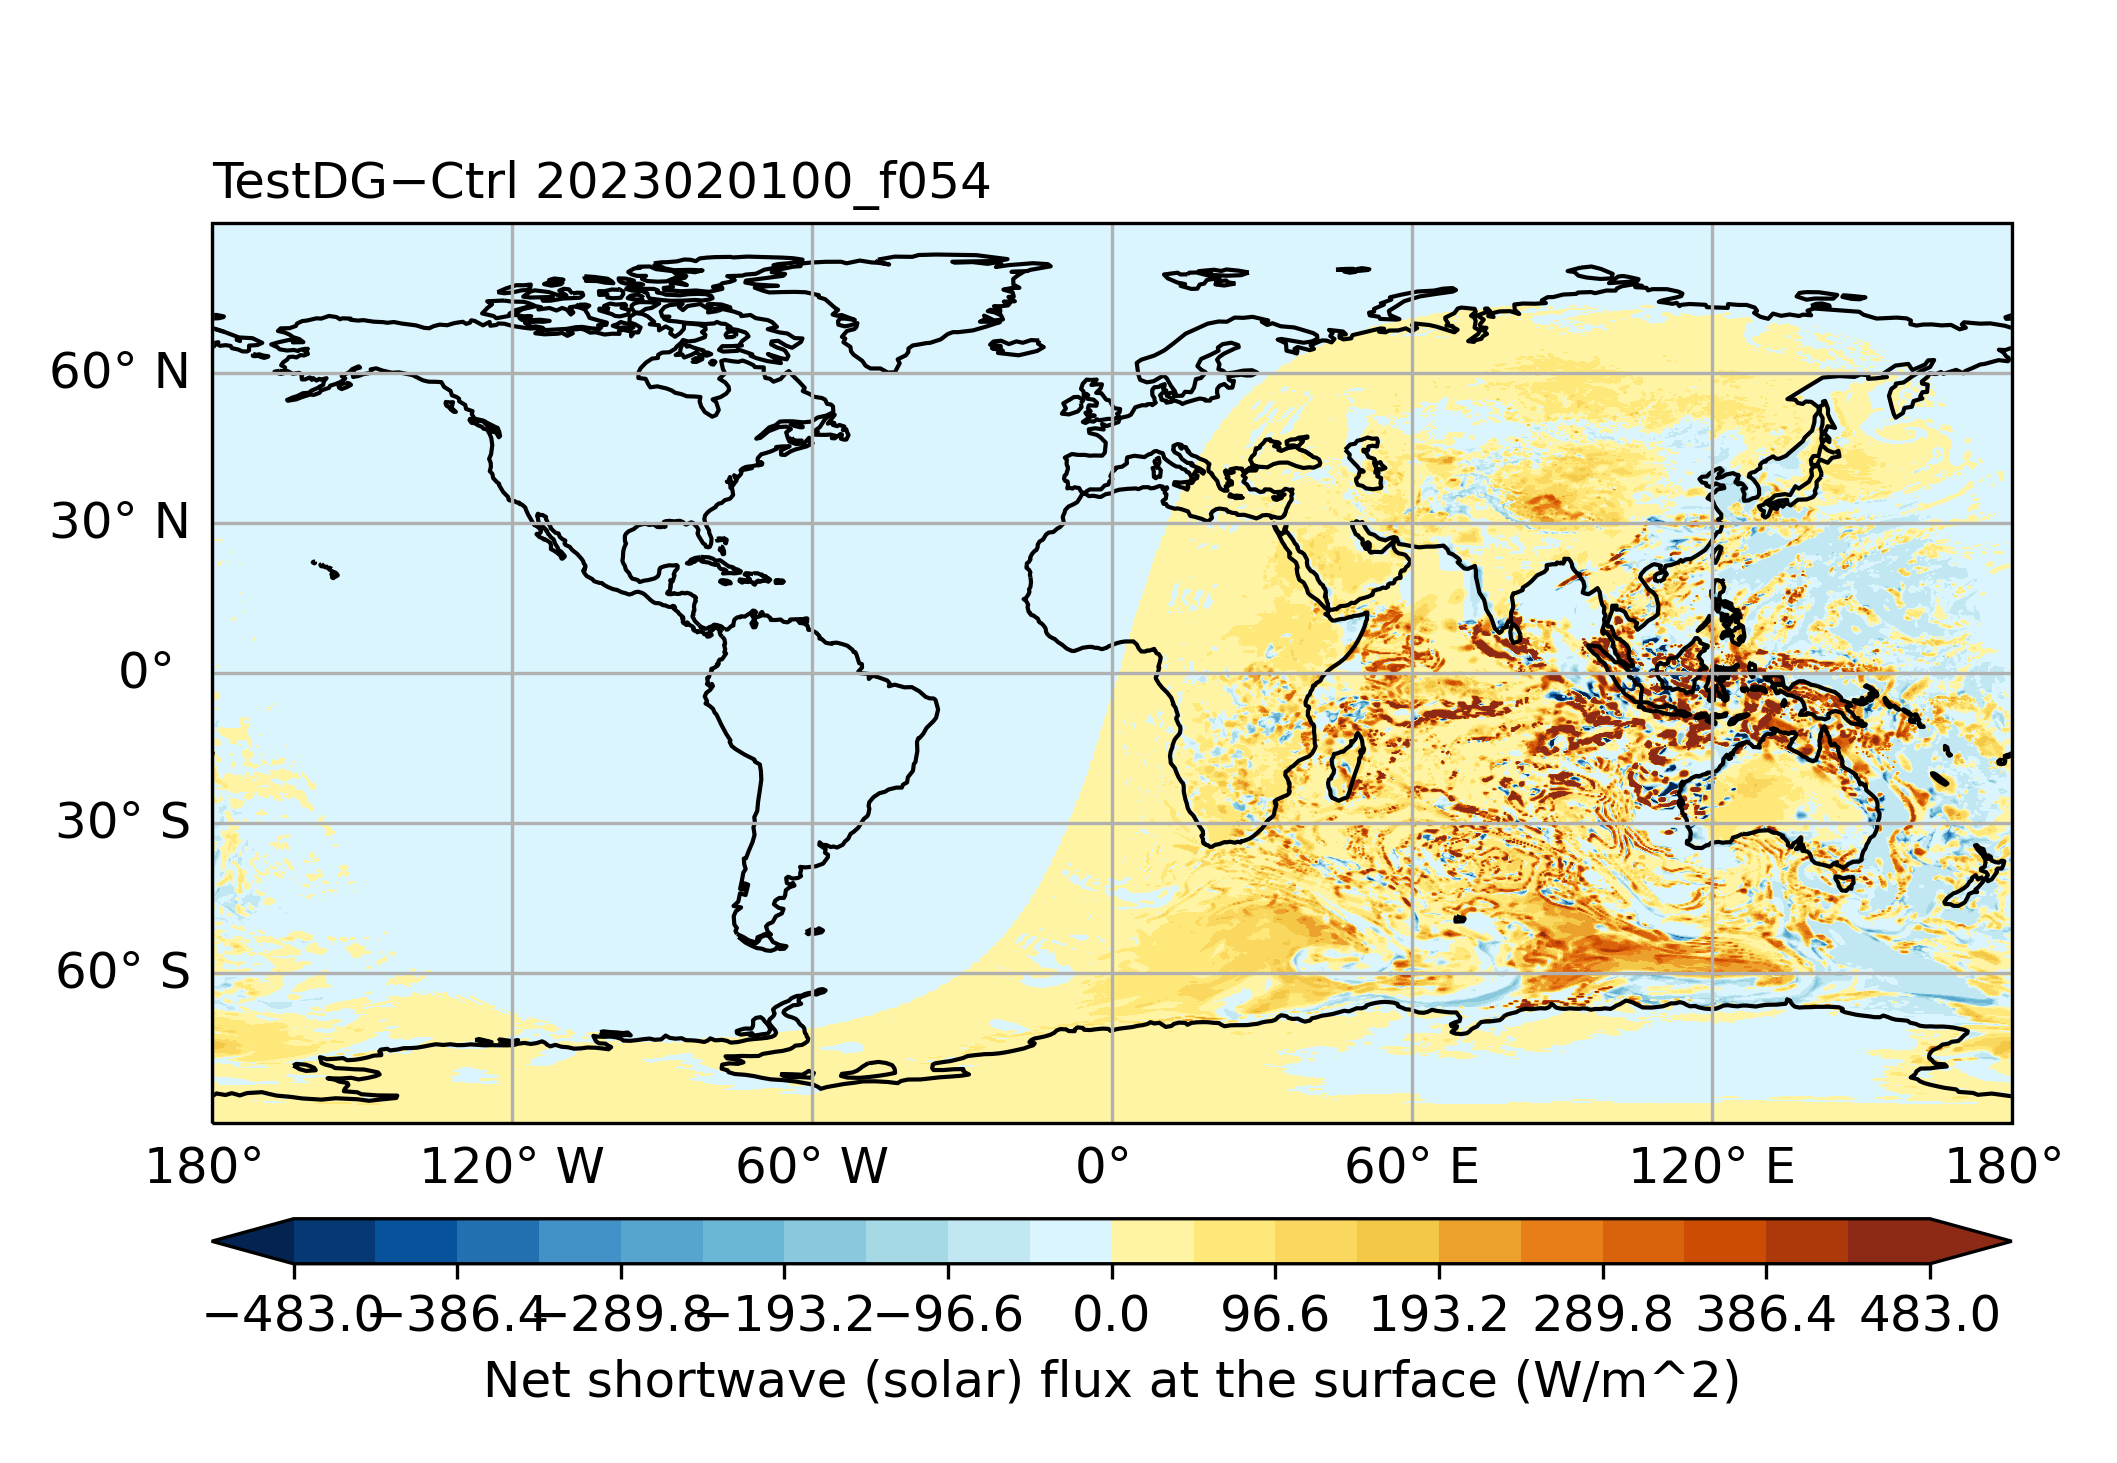 TestDG−Ctrl 2023020100_f054
60° N
30° N
0°
30° S
60° S
180° 120° W 60° W 0° 60° E 120° E 180°
−483.0 −386.4 −289.8 −193.2 −96.6 0.0 96.6 193.2 289.8 386.4 483.0
Net shortwave (solar) flux at the surface (W/m^2)